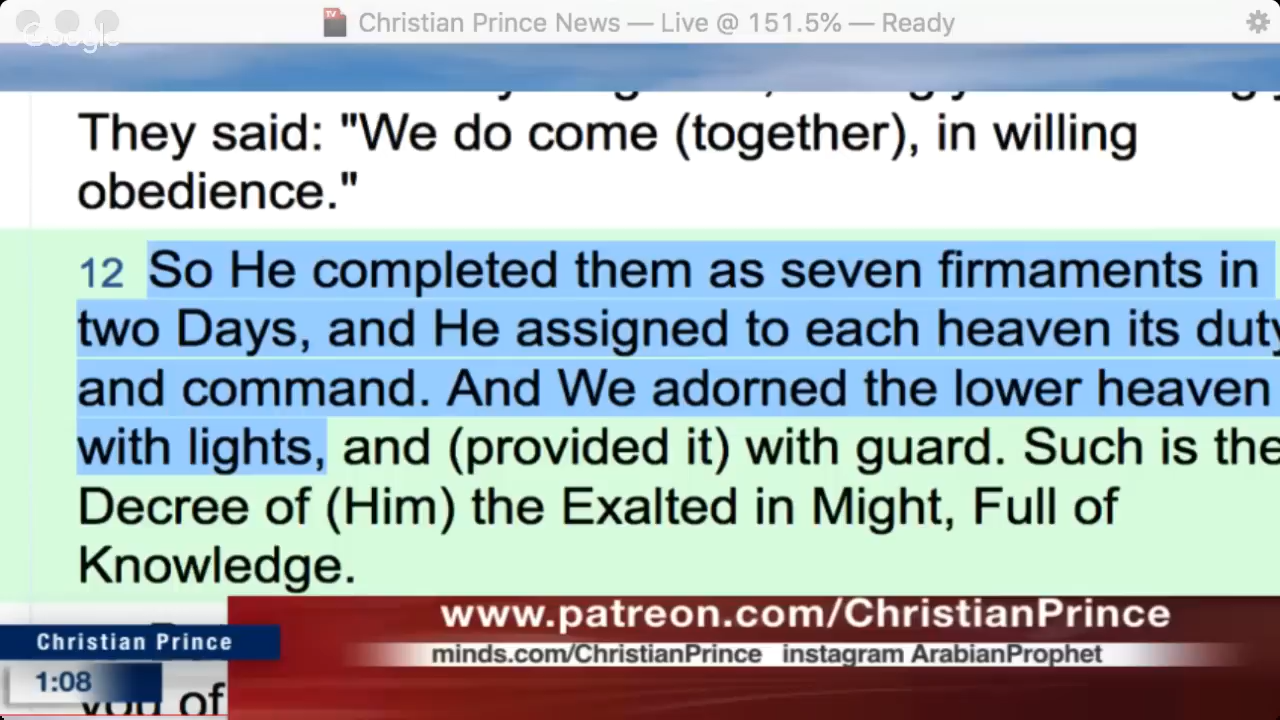 Christian Prince News — Live @ 151.5% — Ready
Google
They said: "We do come (together), in willing
obedience."
12 So He completed them as seven firmaments in
two Days, and He assigned to each heaven its duty
and command. And We adorned the lower heaven
with lights, and (provided it) with guard. Such is the
Decree of (Him) the Exalted in Might, Full of
Knowledge.
www.patreon.com/ChristianPrince
Christian Prince
minds.com/ChristianPrince instagram ArabianProphet
1:08
you of